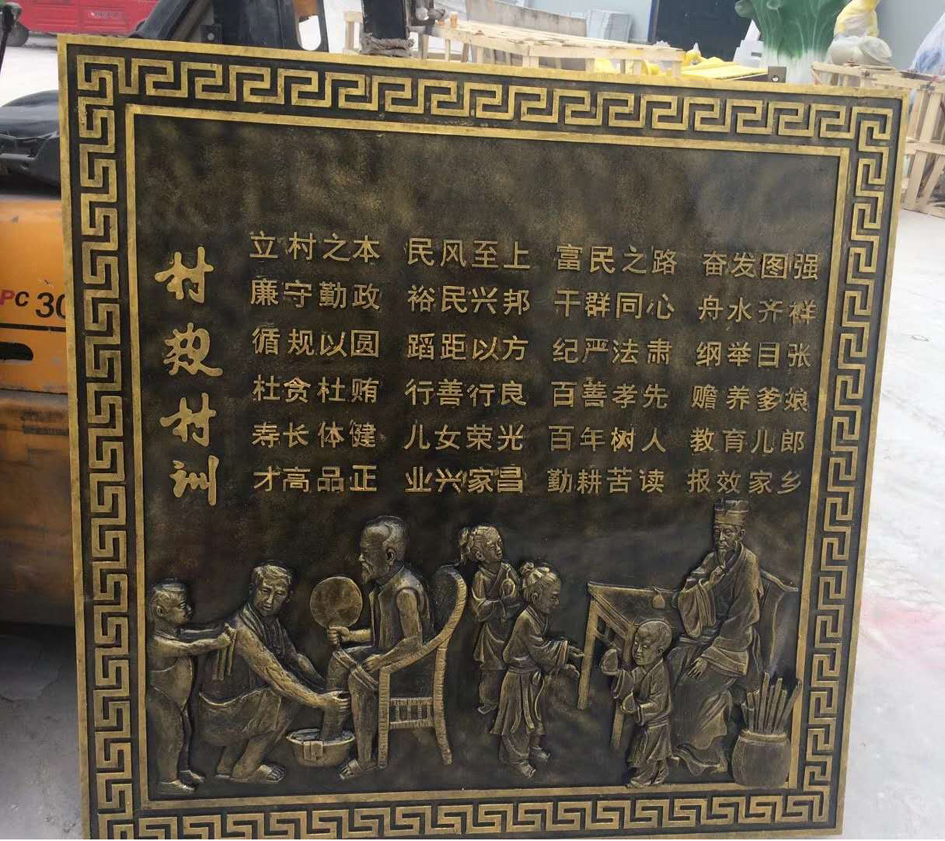 村规村训
立村之本 民风至上 富民之路 奋发图强
廉守勤政 裕民兴邦 干群同心 舟水齐祥
循规以圆 蹈距以方 纪严法肃 纲举目张
杜贪杜贿 行善行良 百善孝先 赡养爹娘
寿长体健 儿女荣光 百年树人 教育儿郎
才高品正 业兴家昌 勤耕苦读 报效家乡
PC 30